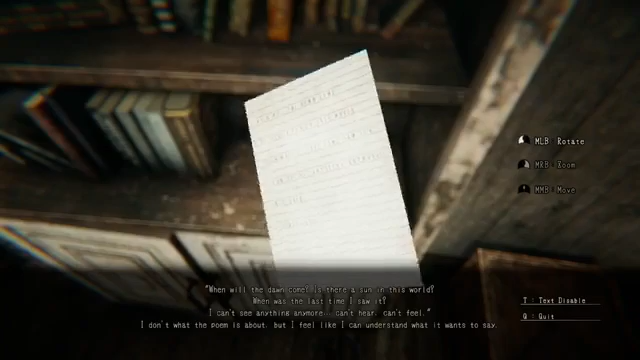 MLB: Rotate
MRB: Room
MMB: Move
"When will the dawn come? Is there a sun in this world?
When was the last time I saw it?
I can't see anything anymore.. can't hear, can't feel."
I don't what the poem is about, but I feel like I can understand what it wants to say.
T : Text Disable
Q : Quit